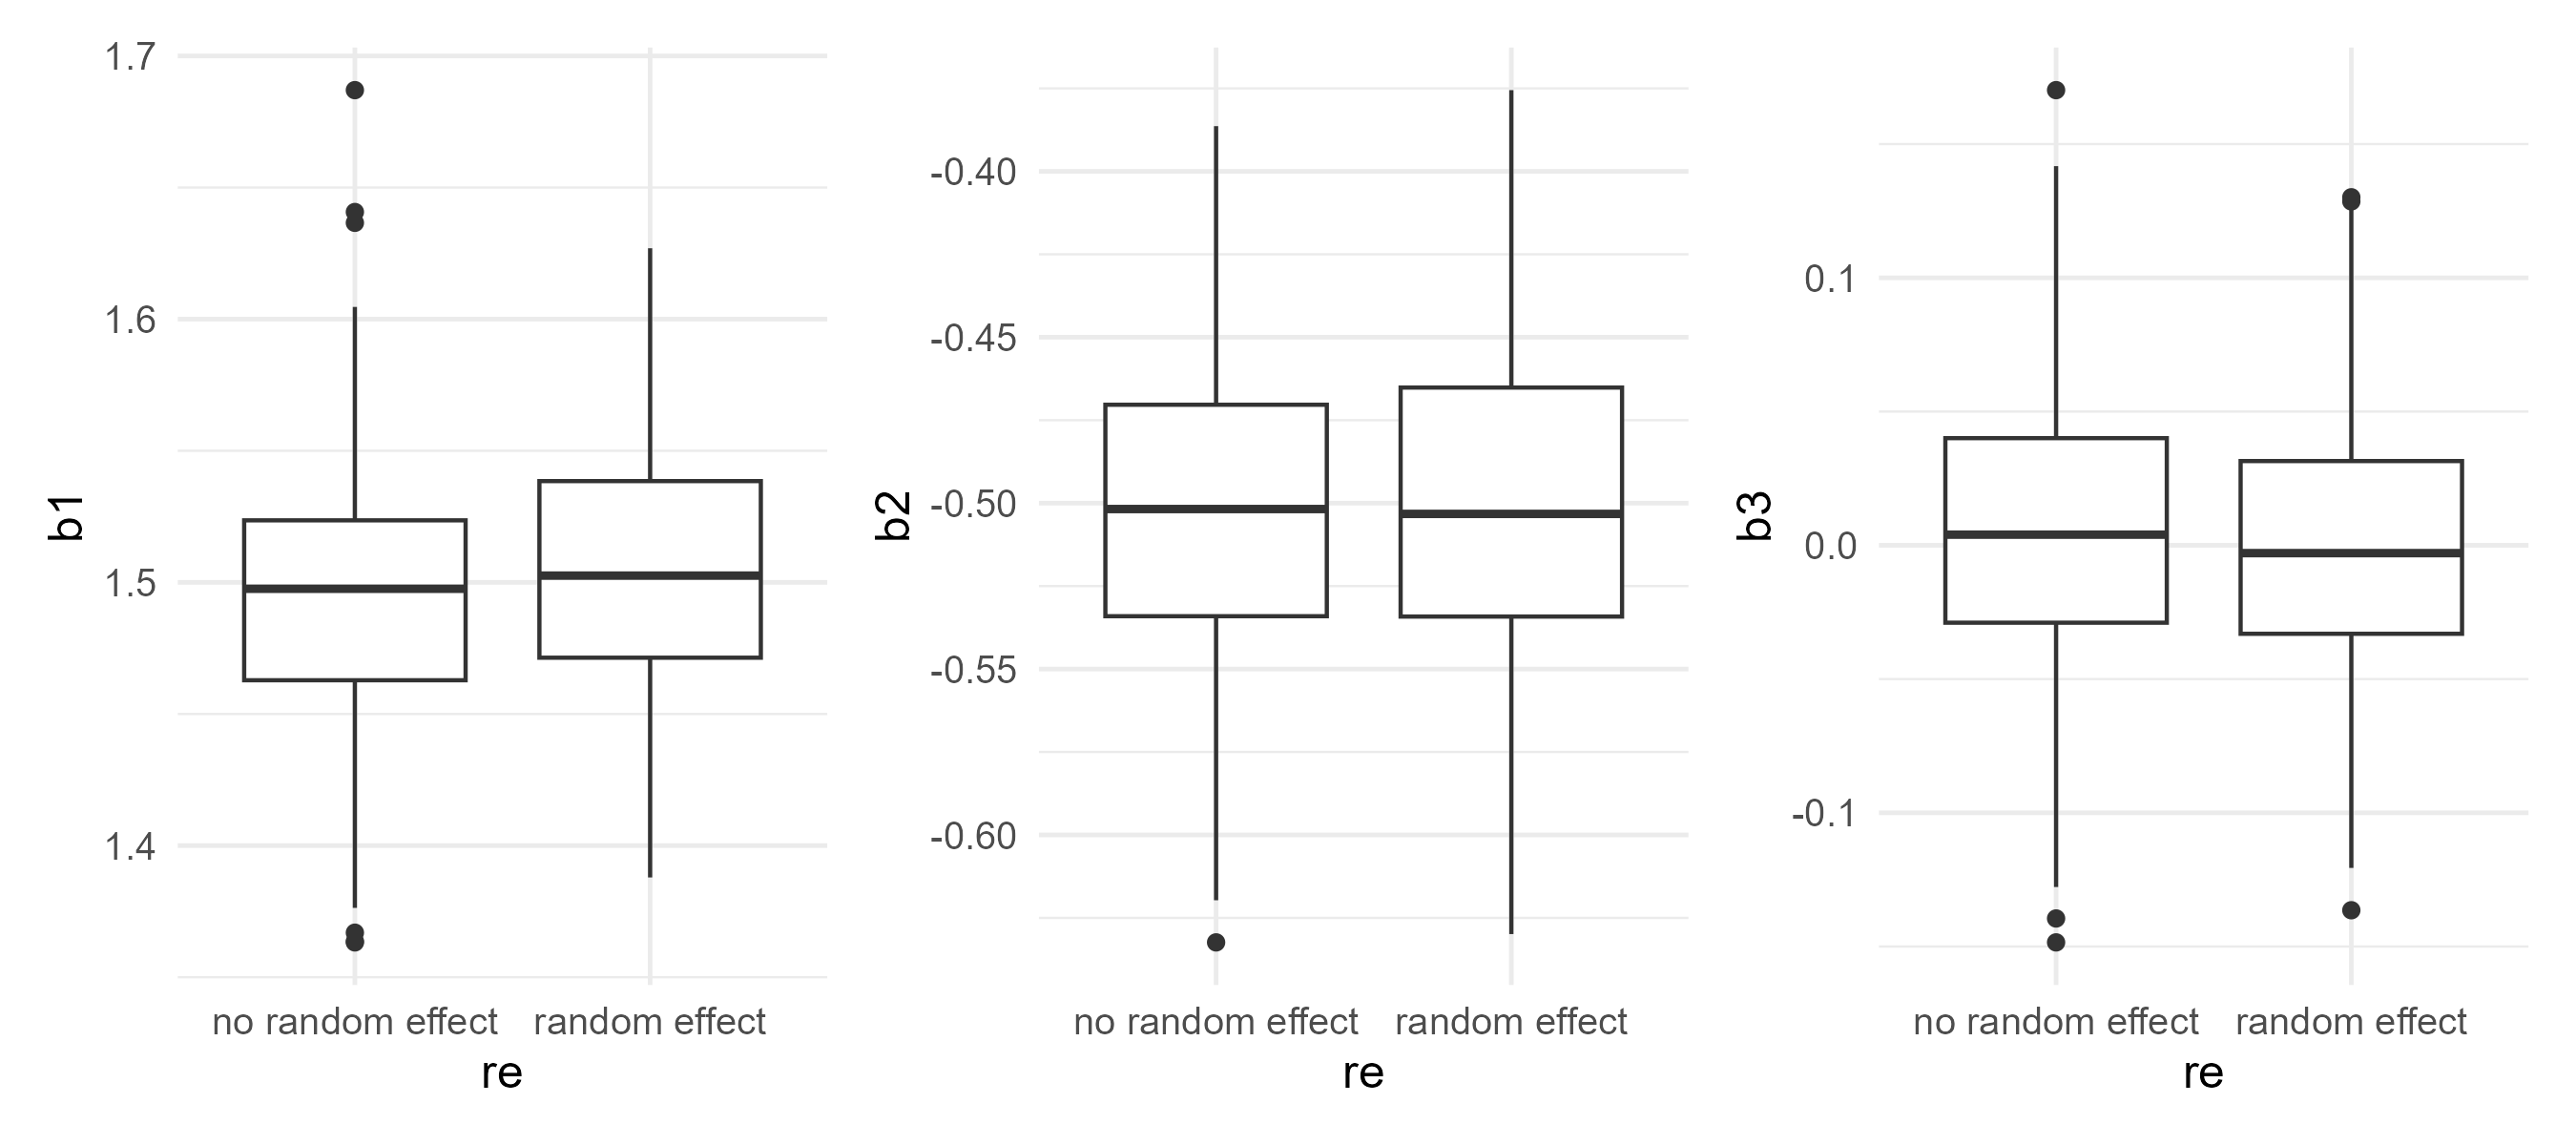 b1
1.7
1.6
1.5
1.4
no random effect
random effect
re
b2
-0.40
-0.45
-0.50
-0.55
-0.60
no random effect
random effect
re
b3
0.1
0.0
-0.1
no random effect
random effect
re